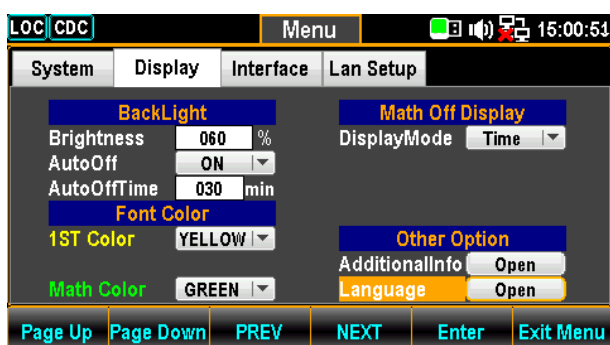 LOC CDC Menu 15:00:51
System Display Interface Lan Setup
BackLight
Brightness 060 %
AutoOff ON
AutoOffTime 030 min
Font Color
1ST Color YELLOW
Math Color GREEN
Math Off Display
DisplayMode Time
Other Option
AdditionalInfo Open
Language Open
Page Up Page Down PREV NEXT Enter Exit Menu